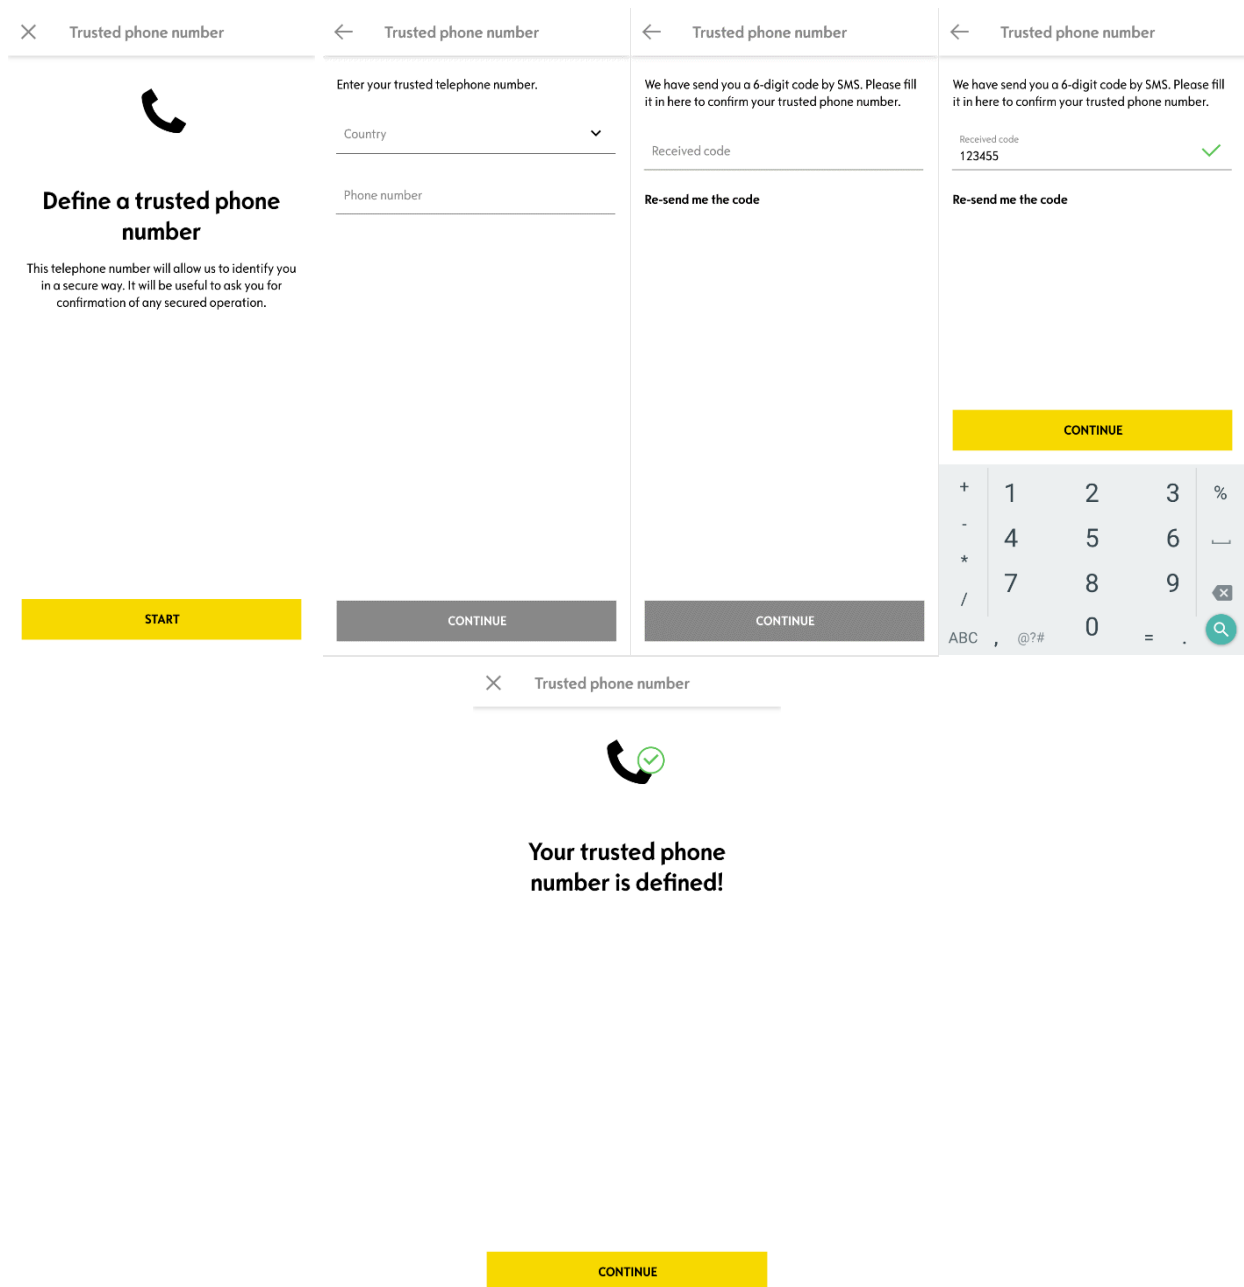 Trusted phone number
Define a trusted phone
number
This telephone number will allow us to identify you
in a secure way. It will be useful to ask you for
confirmation of any secured operation.
START
Trusted phone number
Enter your trusted telephone number.
Country
Phone number
CONTINUE
Trusted phone number
We have send you a 6-digit code by SMS. Please fill
it in here to confirm your trusted phone number.
Received code
Re-send me the code
CONTINUE
Trusted phone number
We have send you a 6-digit code by SMS. Please fill
it in here to confirm your trusted phone number.
Received code
123455
Re-send me the code
CONTINUE
+ 1 2 3 %
- 4 5 6
* 7 8 9
/ 0
ABC , @?# = .
Trusted phone number
Your trusted phone
number is defined!
CONTINUE